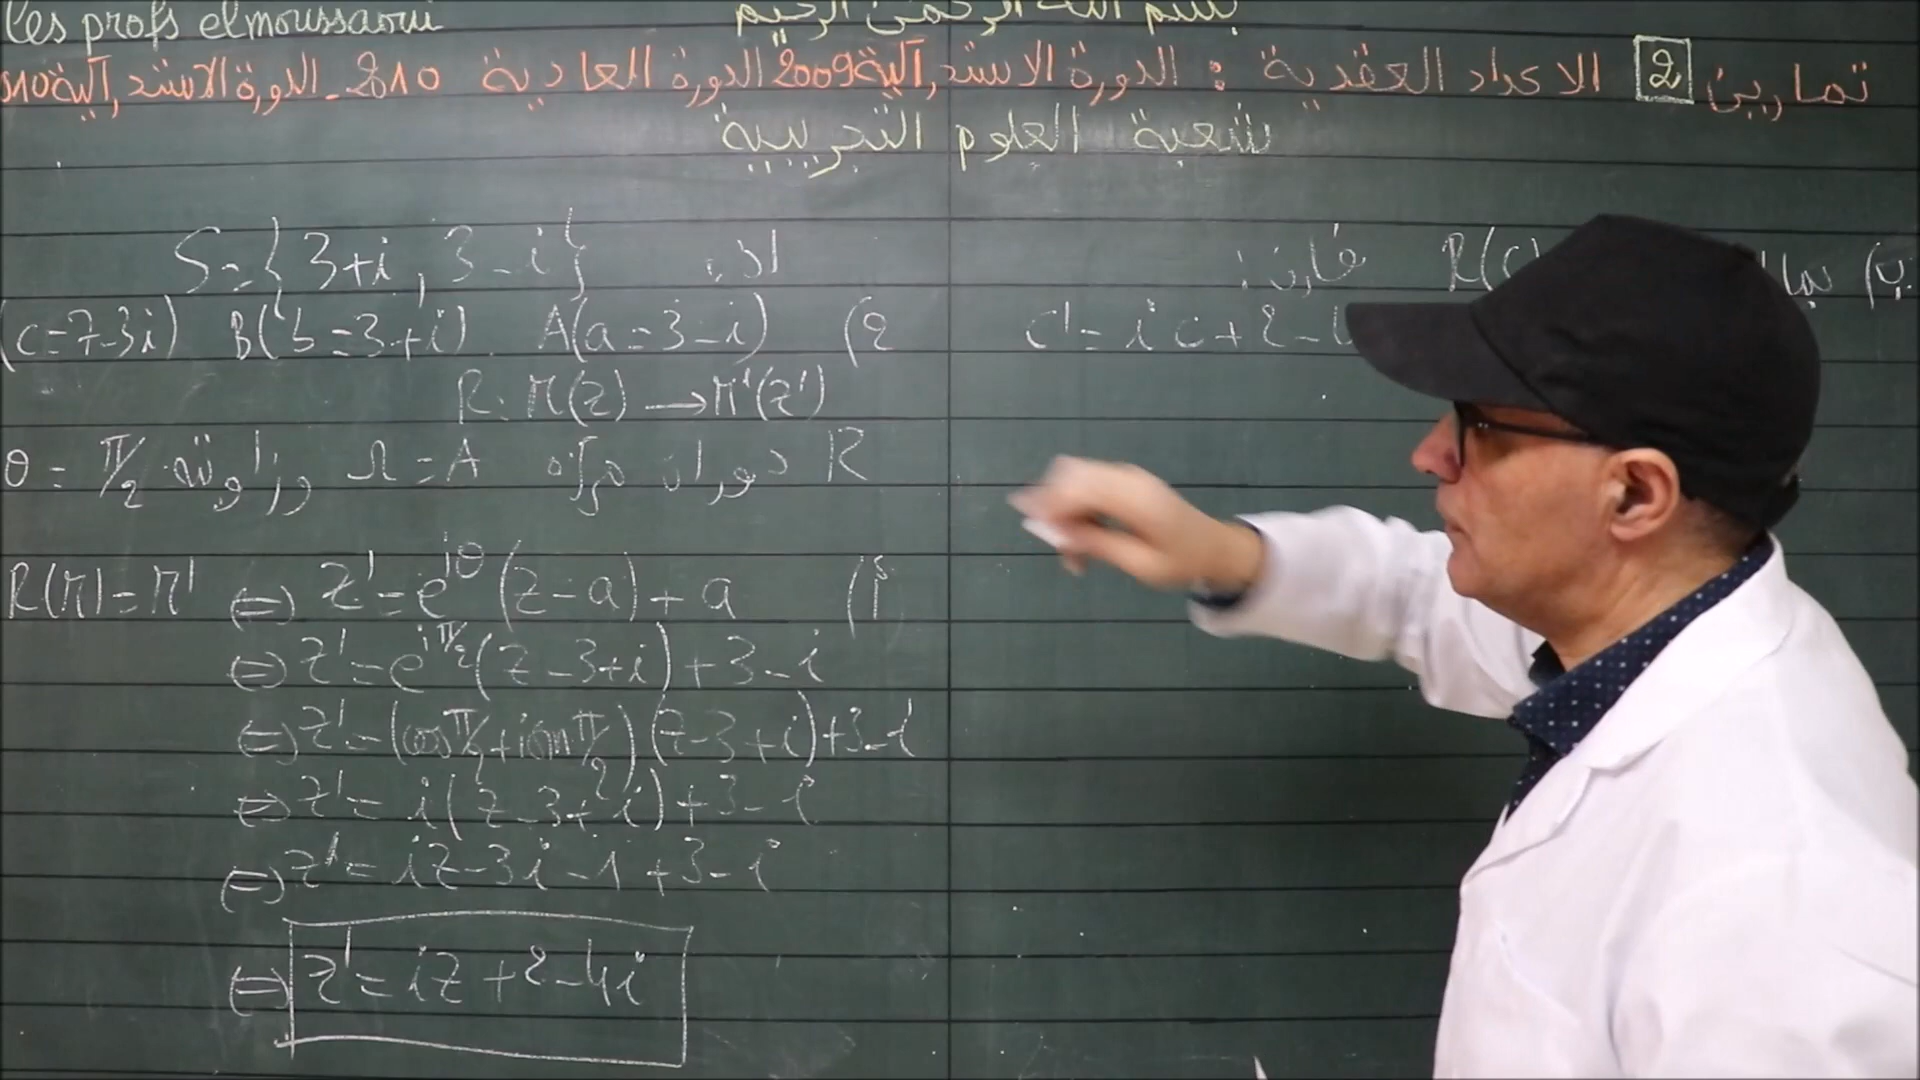 les profs elmoussaoui
بسم الله الرحمن الرحيم
تمارين 2 الاعداد العقدية : الدورة الاستدراكية 2009 الدورة العادية 2010 - الدورة الاستدراكية
شعبة العلوم التجريبية
اذن S = {3+i, 3-i}
2) A(a=3-i) B(b=3+i) (c=7-3i)
R: M(z) → M'(z')
R دوران مركزه Ω = A وزاويته θ = π/2
أ) R(M)=M' ⇔ z' = e^{iθ}(z-a)+a
⇔ z' = e^{iπ/2}(z-3+i)+3-i
⇔ z' = (cos π/2 + i sin π/2)(z-3+i)+3-i
⇔ z' = i(z-3+i)+3-i
⇔ z' = iz-3i-1+3-i
⇔ z' = iz+2-4i
ب) بما R(C) فإن:
c' = ic+2-